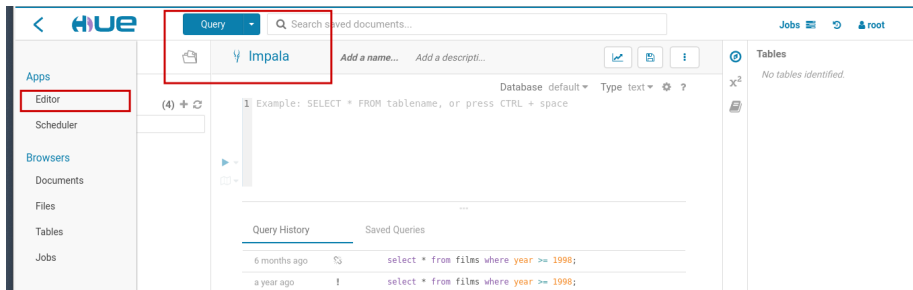 HUE
Query
Search saved documents...
Jobs
root
Apps
Editor
Scheduler
Browsers
Documents
Files
Tables
Jobs
(4)
Impala
Add a name...
Add a descripti...
Database default
Type text
?
1 Example: SELECT * FROM tablename, or press CTRL + space
Query History
Saved Queries
6 months ago
select * from films where year >= 1998;
a year ago
!
select * from films where year >= 1998;
Tables
No tables identified.
x²